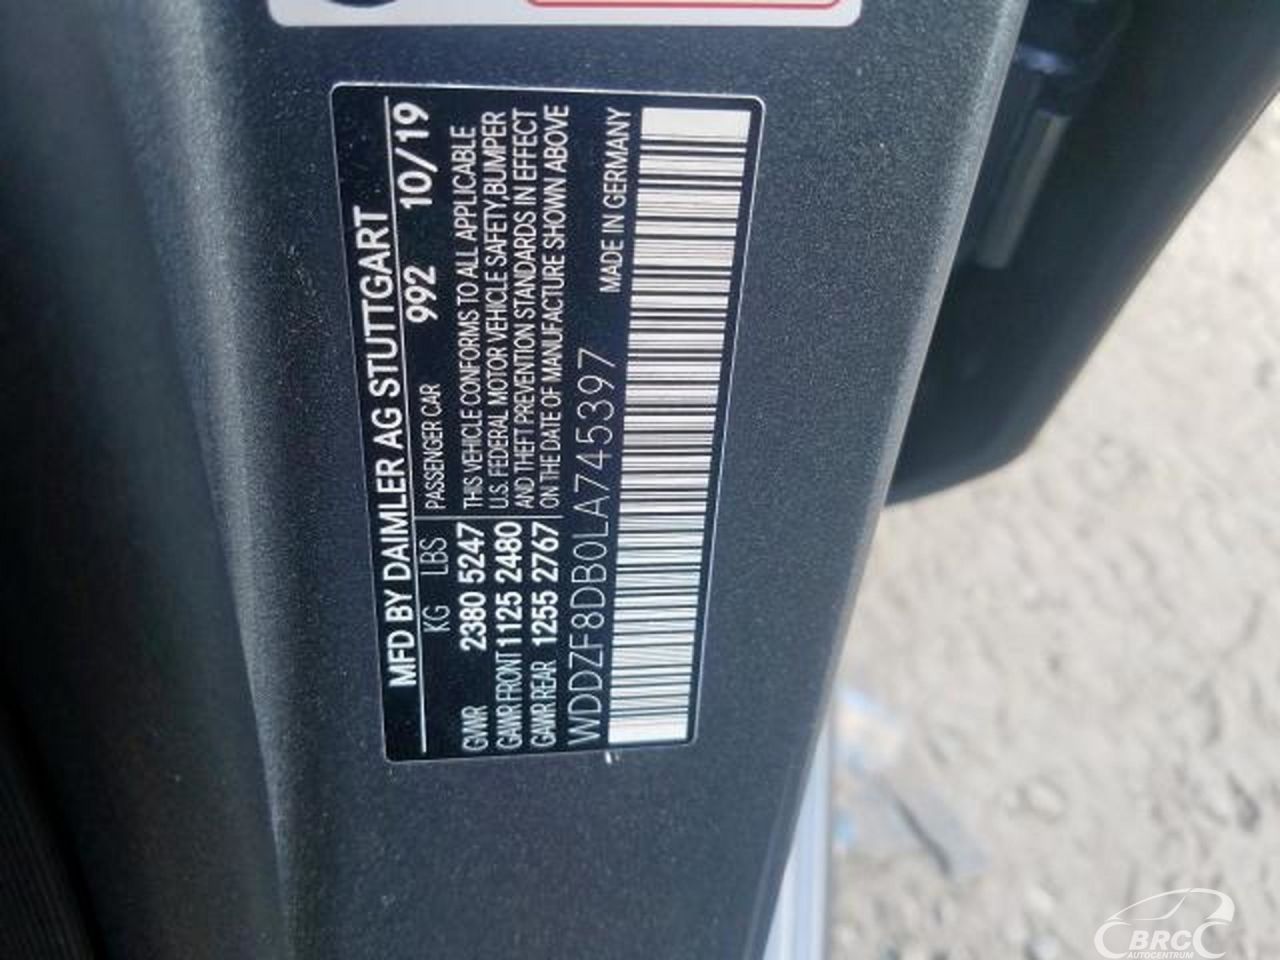 MFD BY DAIMLER AG STUTTGART
KG LBS PASSENGER CAR 992 10/19
GVWR 2380 5247 THIS VEHICLE CONFORMS TO ALL APPLICABLE
GAWR FRONT 1125 2480 U.S. FEDERAL MOTOR VEHICLE SAFETY, BUMPER
GAWR REAR 1255 2767 AND THEFT PREVENTION STANDARDS IN EFFECT
ON THE DATE OF MANUFACTURE SHOWN ABOVE
WDDZF8DB0LA745397 MADE IN GERMANY
BRC
AUTOCENTRUM